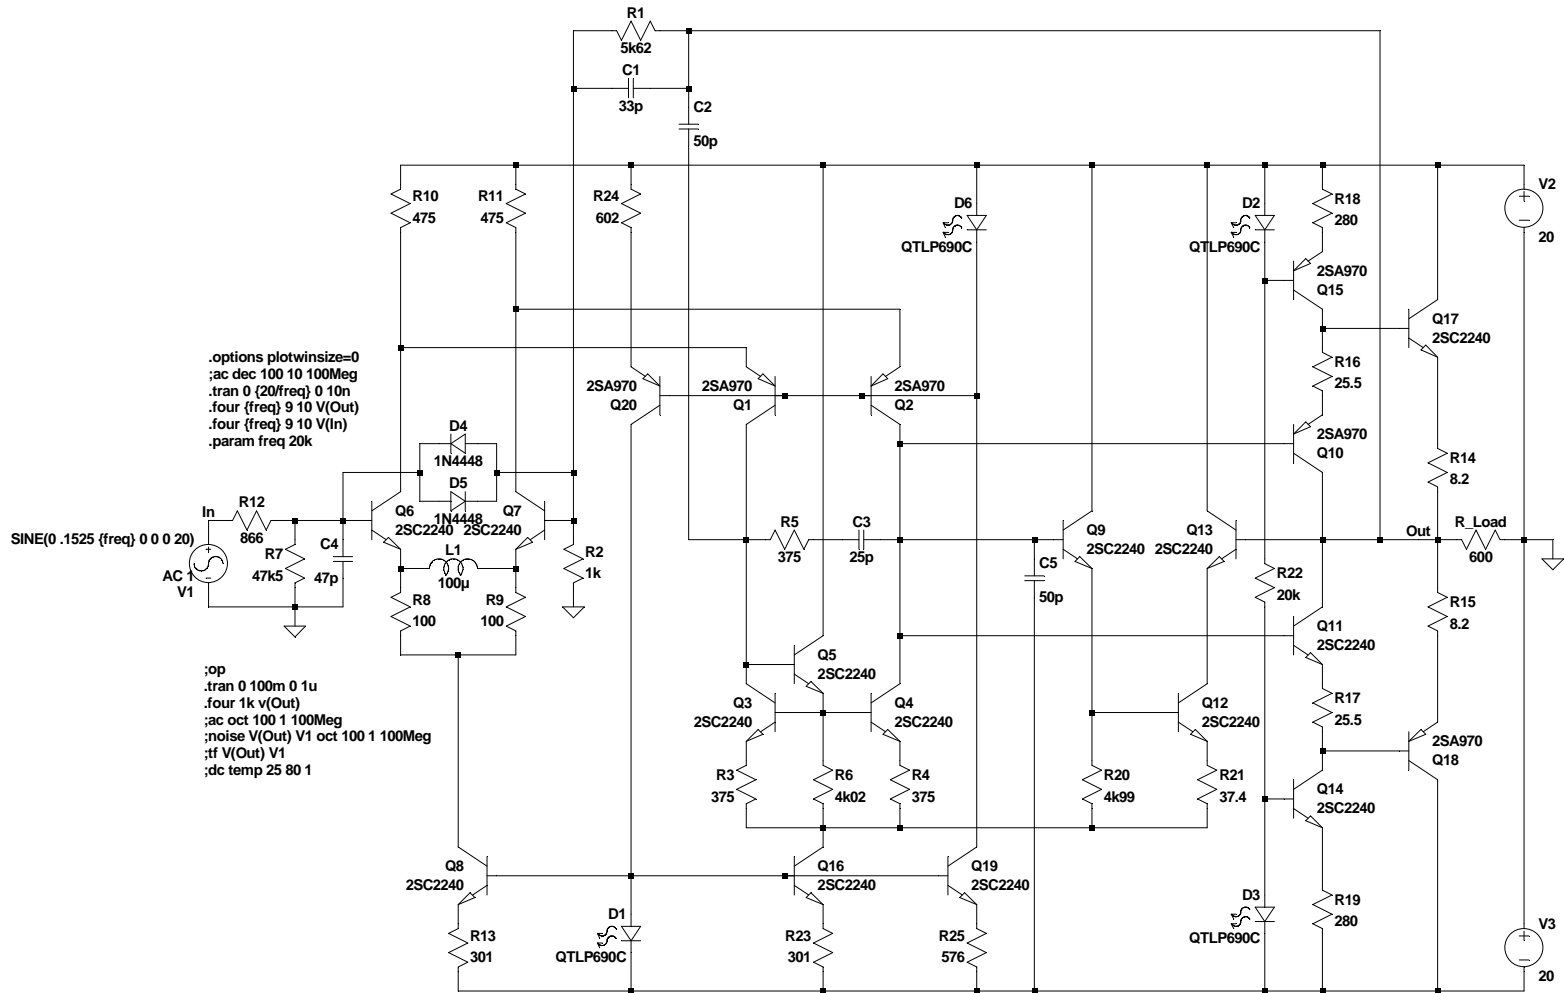 R1
5k62
C1
33p
C2
50p
R10
475
R11
475
R24
602
D6
QTLP690C
D2
QTLP690C
R18
280
V2
20
2SA970
Q15
Q17
2SC2240
.options plotwinsize=0
;ac dec 100 10 100Meg
.tran 0 {20/freq} 0 10n
.four {freq} 9 10 V(Out)
.four {freq} 9 10 V(In)
.param freq 20k
2SA970
Q20
2SA970
Q1
2SA970
Q2
R16
25.5
D4
1N4448
2SA970
Q10
D5
1N4448
R14
8.2
In
R12
866
Q6
2SC2240
Q7
2SC2240
SINE(0 .1525 {freq} 0 0 0 20)
AC 1
V1
R7
47k5
C4
47p
L1
100µ
R2
1k
R5
375
C3
25p
Q9
2SC2240
Q13
2SC2240
Out
R_Load
600
C5
50p
R22
20k
R8
100
R9
100
R15
8.2
Q11
2SC2240
Q5
2SC2240
;op
.tran 0 100m 0 1u
.four 1k v(Out)
;ac oct 100 1 100Meg
;noise V(Out) V1 oct 100 1 100Meg
;tf V(Out) V1
;dc temp 25 80 1
Q3
2SC2240
Q4
2SC2240
Q12
2SC2240
R17
25.5
2SA970
Q18
R3
375
R6
4k02
R4
375
R20
4k99
R21
37.4
Q14
2SC2240
Q8
2SC2240
Q16
2SC2240
Q19
2SC2240
D1
QTLP690C
D3
QTLP690C
R19
280
R13
301
R23
301
R25
576
V3
20